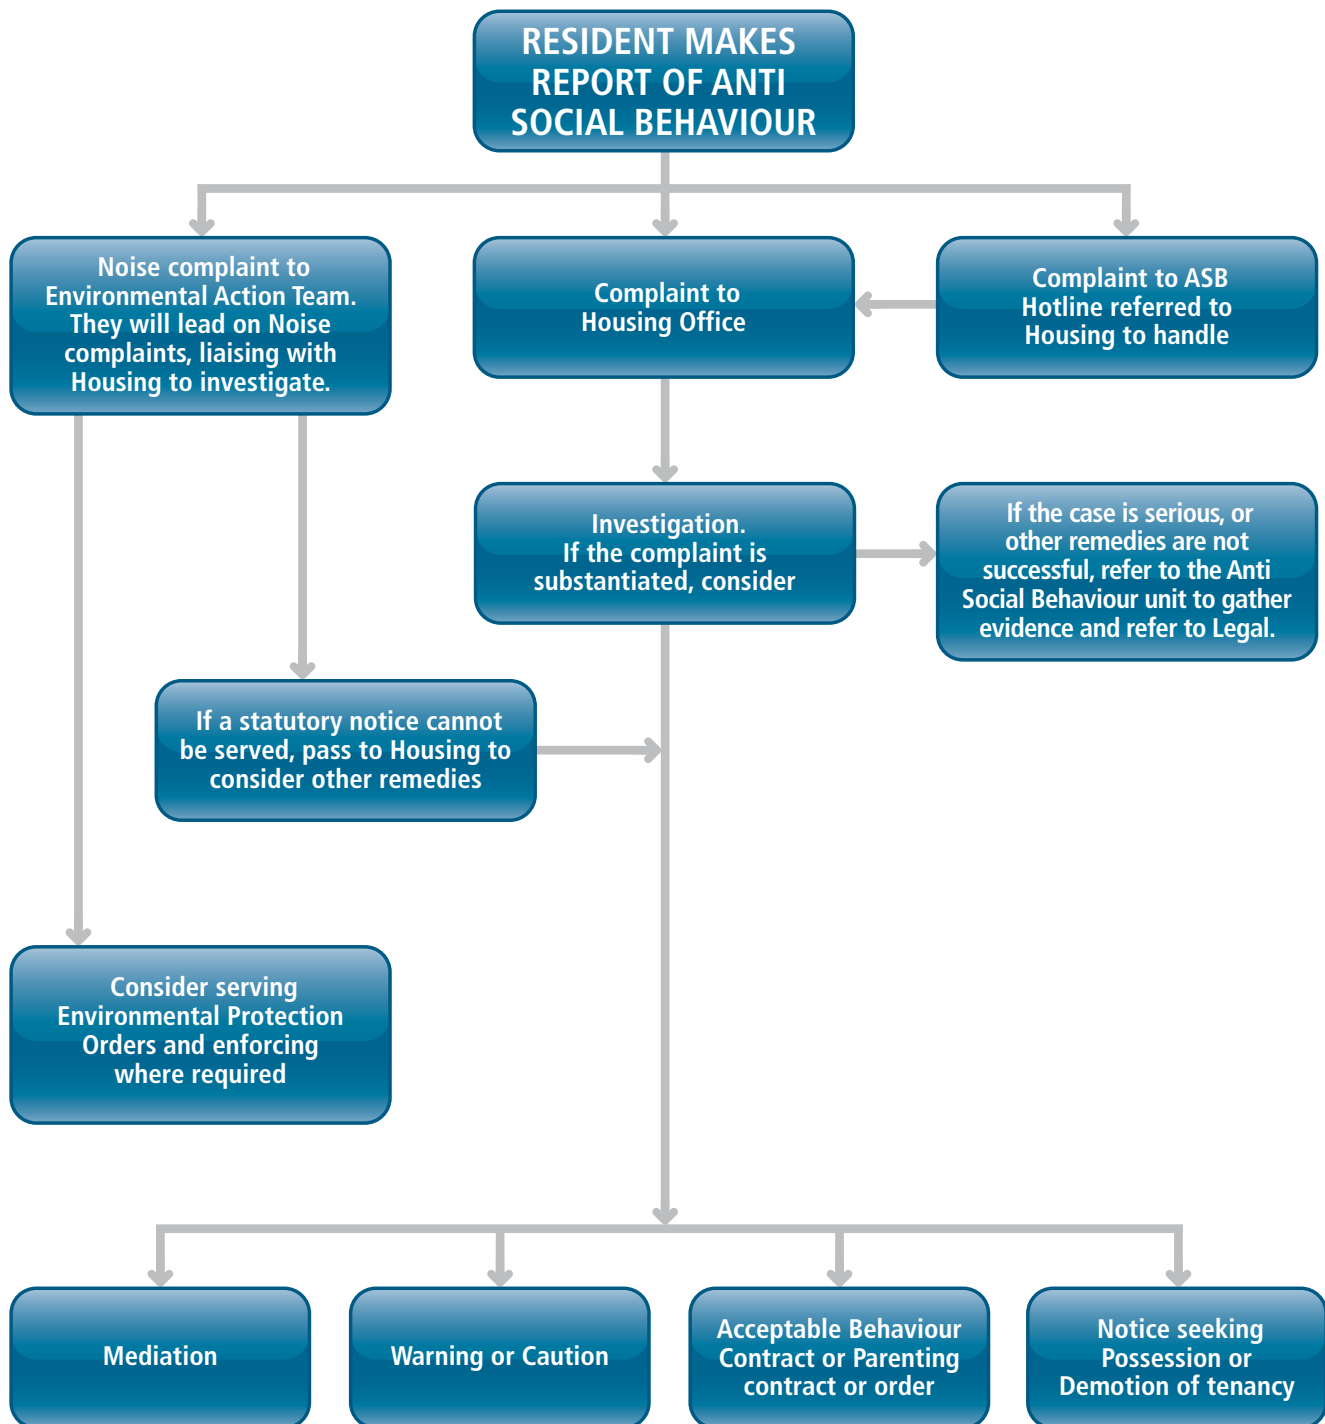 RESIDENT MAKES
REPORT OF ANTI
SOCIAL BEHAVIOUR
Noise complaint to
Environmental Action Team.
They will lead on Noise
complaints, liaising with
Housing to investigate.
Complaint to
Housing Office
Complaint to ASB
Hotline referred to
Housing to handle
Investigation.
If the complaint is
substantiated, consider
If the case is serious, or
other remedies are not
successful, refer to the Anti
Social Behaviour unit to gather
evidence and refer to Legal.
If a statutory notice cannot
be served, pass to Housing to
consider other remedies
Consider serving
Environmental Protection
Orders and enforcing
where required
Mediation
Warning or Caution
Acceptable Behaviour
Contract or Parenting
contract or order
Notice seeking
Possession or
Demotion of tenancy